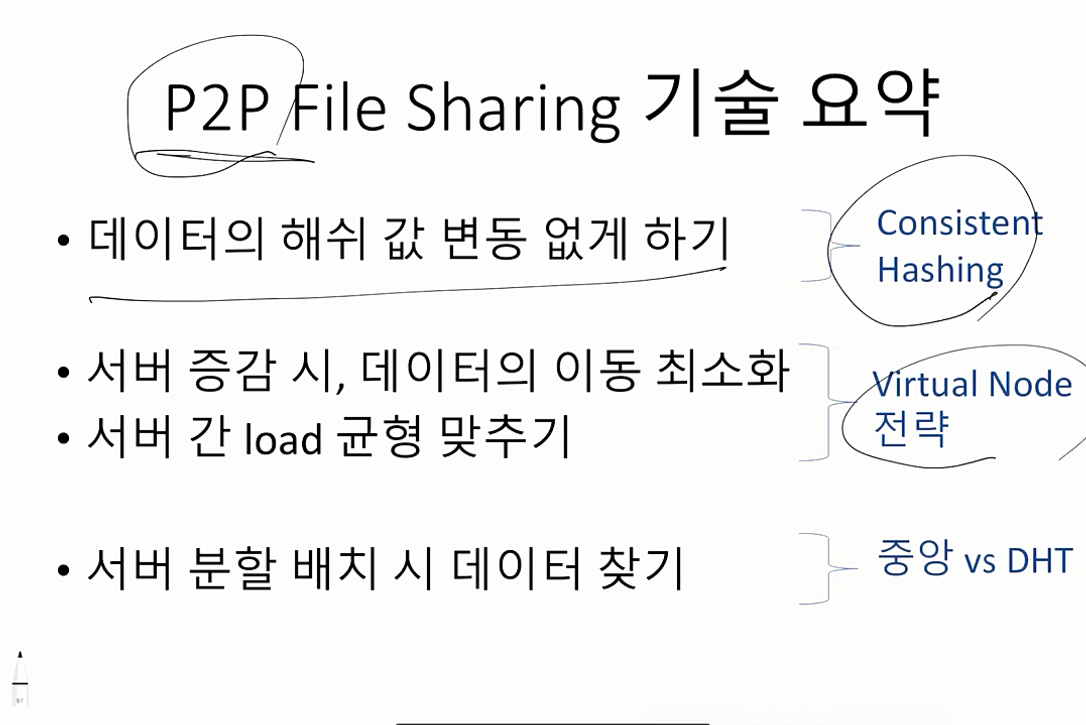 P2P File Sharing 기술 요약
• 데이터의 해쉬 값 변동 없게 하기
Consistent
Hashing
• 서버 증감 시, 데이터의 이동 최소화
• 서버 간 load 균형 맞추기
Virtual Node
전략
• 서버 분할 배치 시 데이터 찾기
중앙 vs DHT